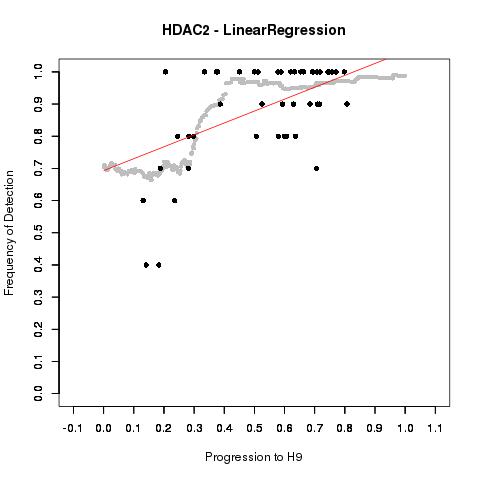 HDAC2 - LinearRegression
Frequency of Detection
1.0
0.9
0.8
0.7
0.6
0.5
0.4
0.3
0.2
0.1
0.0
-0.1 0.0 0.1 0.2 0.3 0.4 0.5 0.6 0.7 0.8 0.9 1.0 1.1
Progression to H9